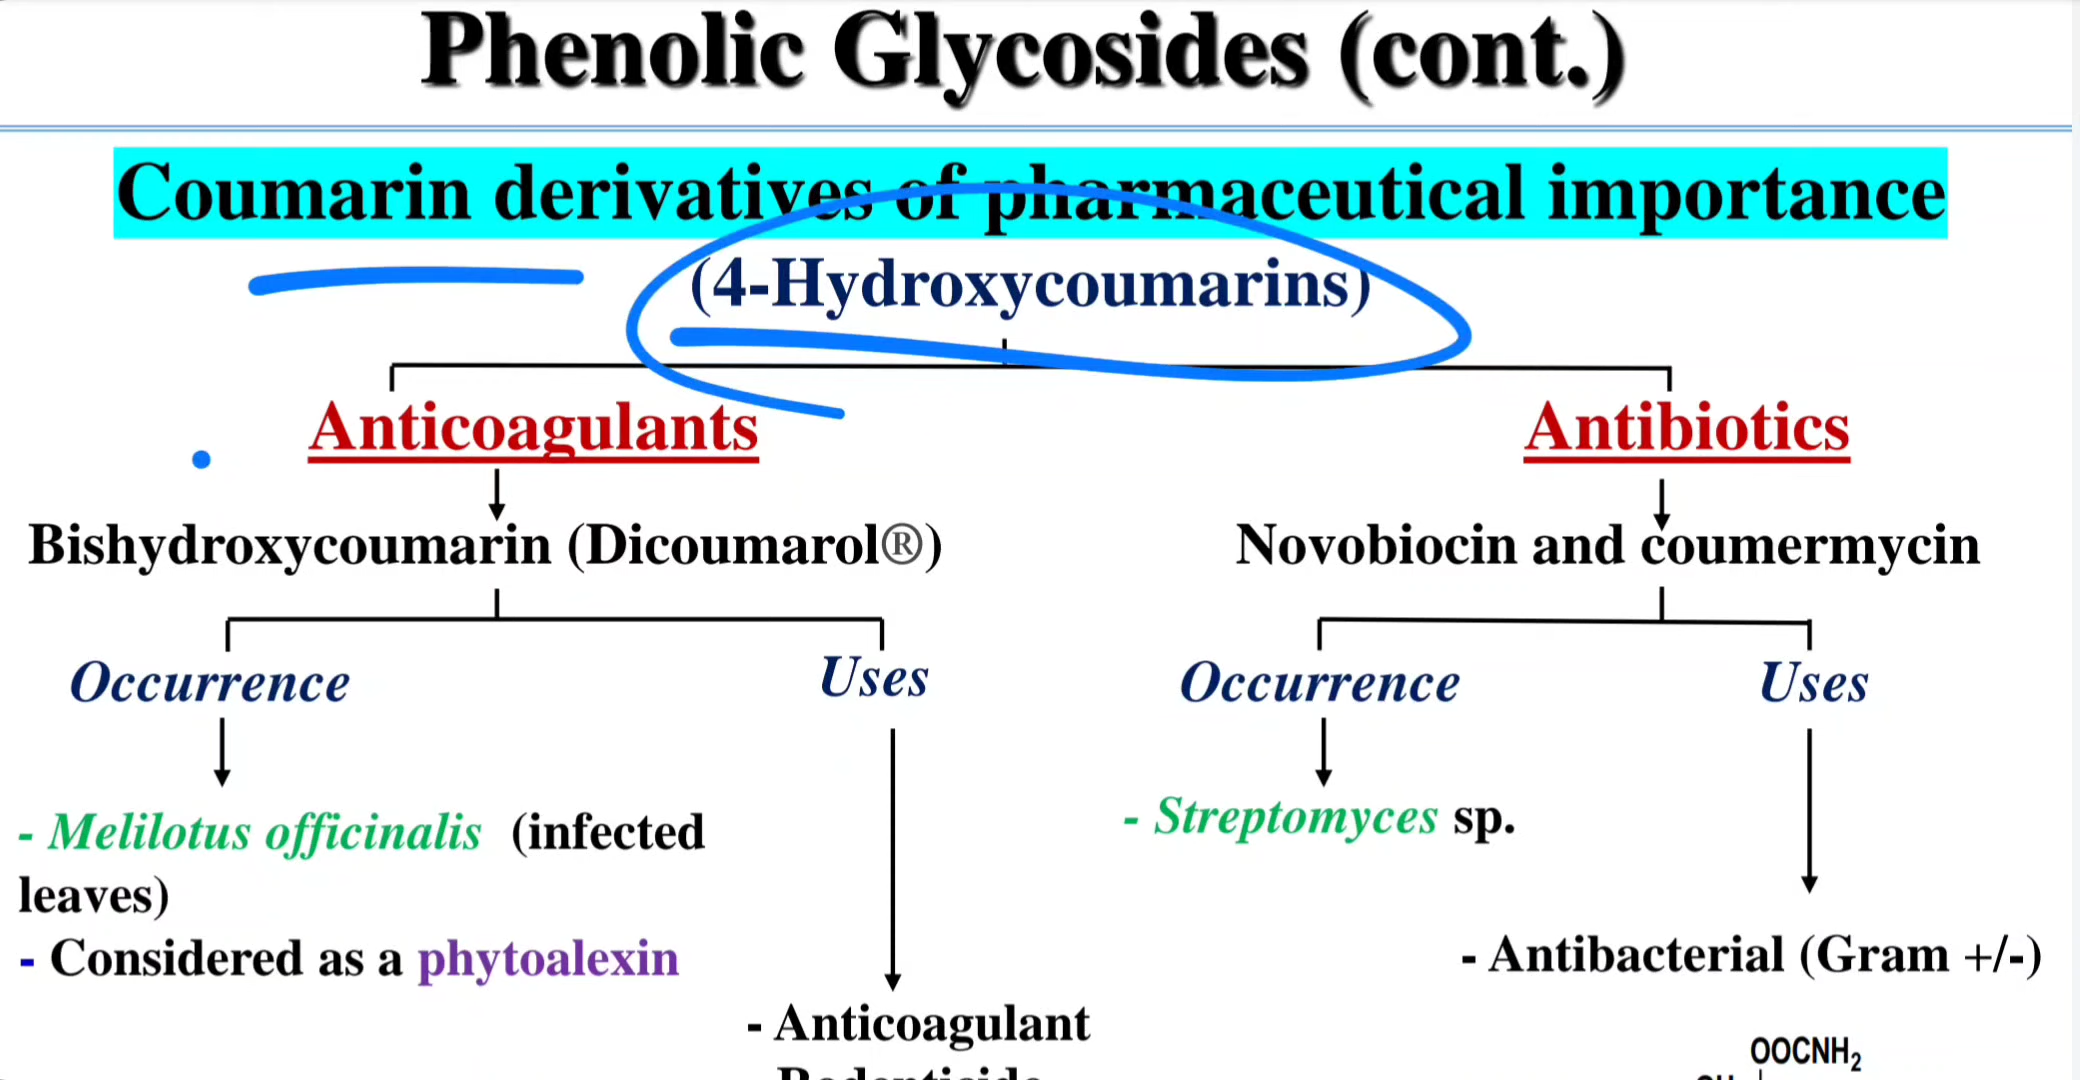 Phenolic Glycosides (cont.)
Coumarin derivatives of pharmaceutical importance
(4-Hydroxycoumarins)
Anticoagulants
Antibiotics
Bishydroxycoumarin (Dicoumarol®)
Novobiocin and coumermycin
Occurrence
Uses
Occurrence
Uses
- Melilotus officinalis (infected
leaves)
- Considered as a phytoalexin
- Streptomyces sp.
- Antibacterial (Gram +/-)
- Anticoagulant
OOCNH2